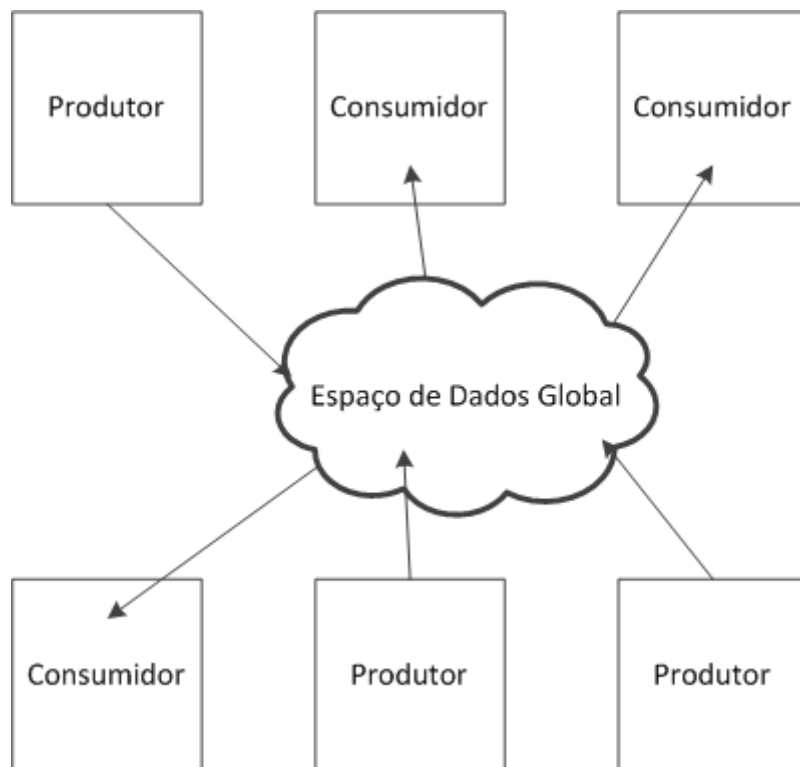 Produtor
Consumidor
Consumidor
Espaço de Dados Global
Consumidor
Produtor
Produtor